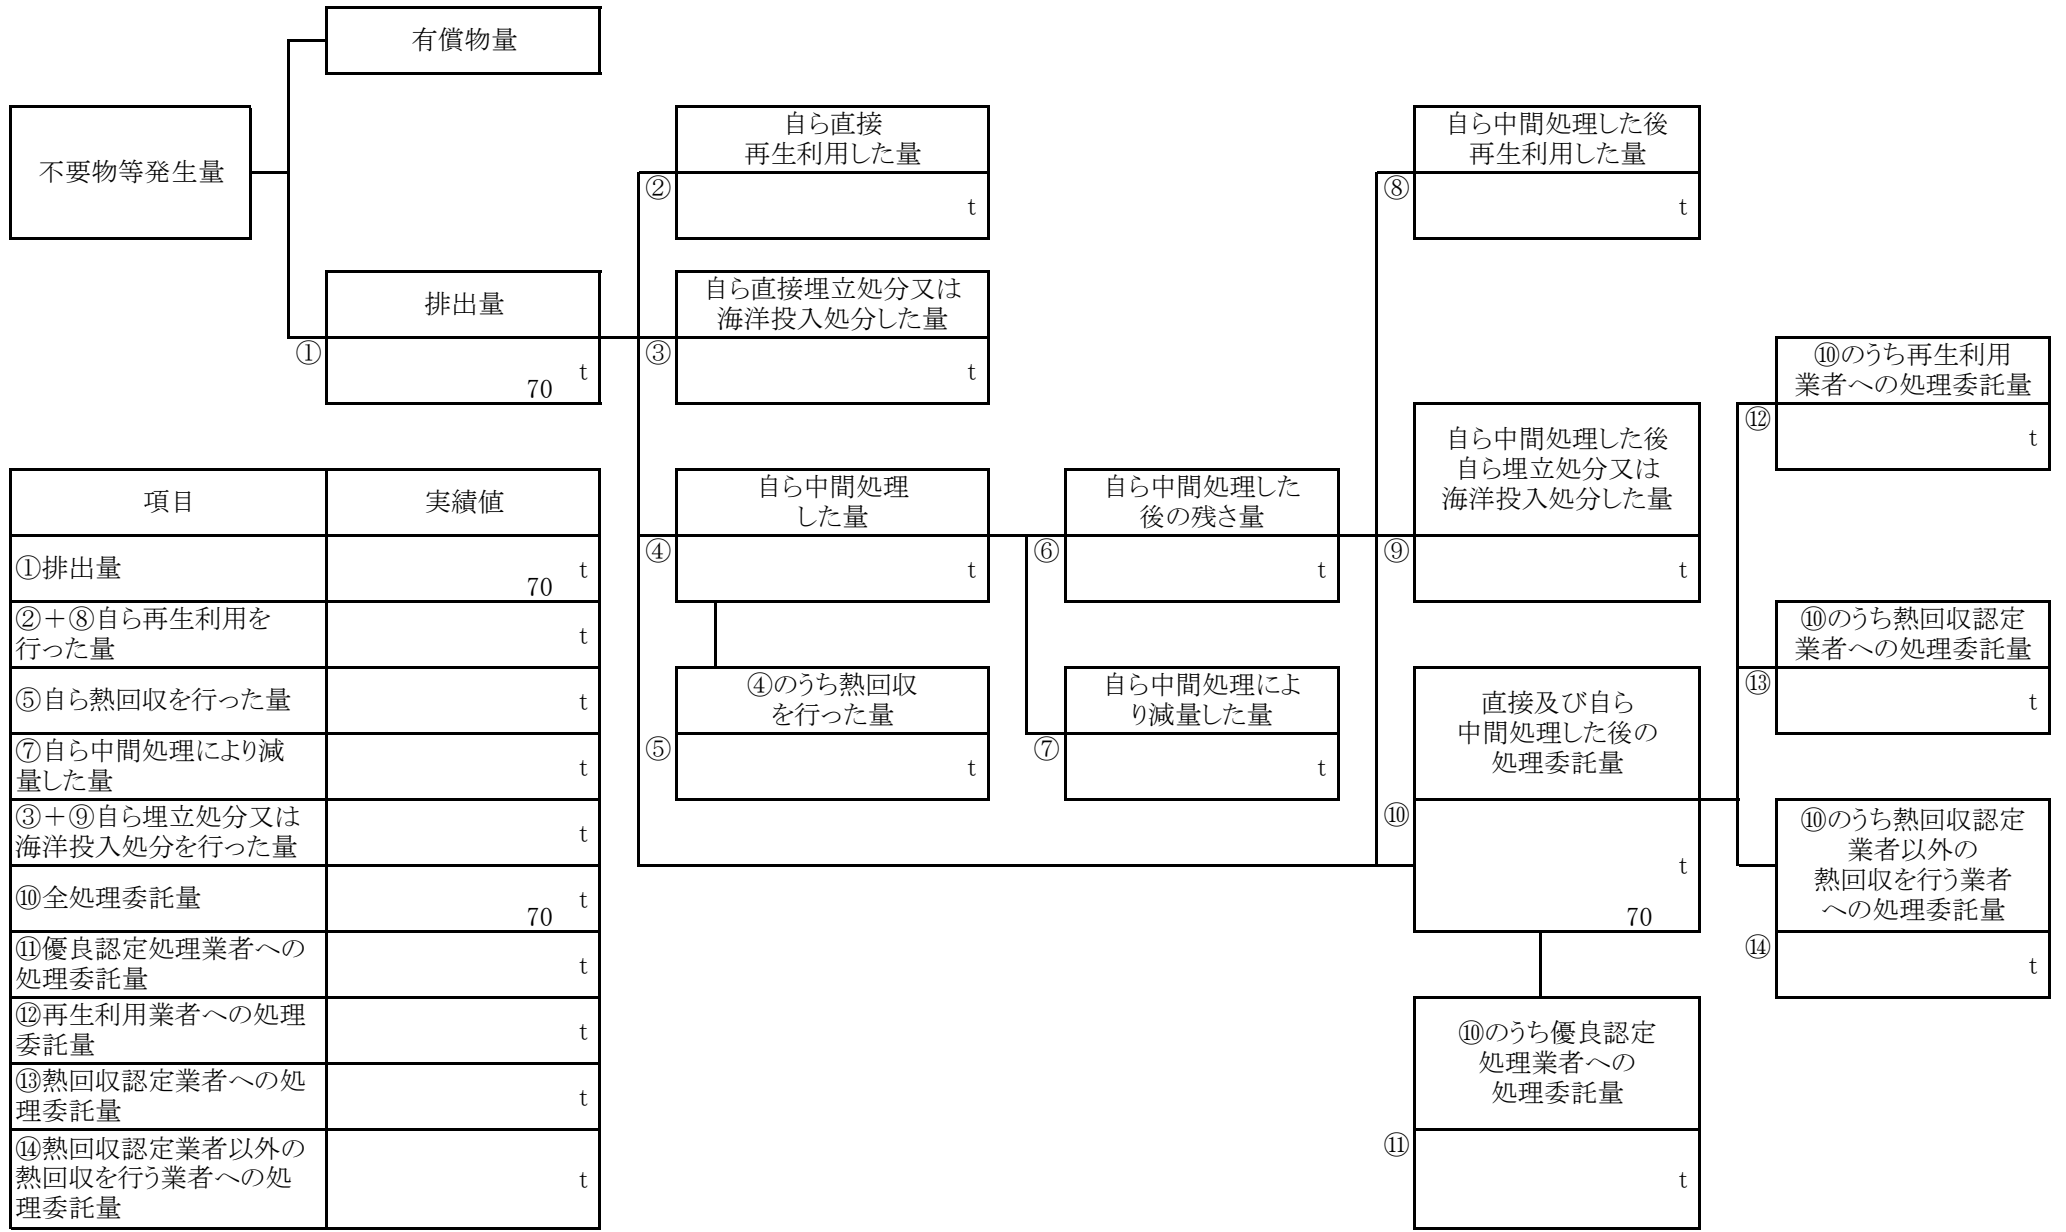 有償物量
不要物等発生量
排出量
①
t
70
自ら直接
再生利用した量
②
t
自ら直接埋立処分又は
海洋投入処分した量
③
t
自ら中間処理
した量
④
t
④のうち熱回収
を行った量
⑤
t
自ら中間処理した
後の残さ量
⑥
t
自ら中間処理によ
り減量した量
⑦
t
自ら中間処理した後
再生利用した量
⑧
t
自ら中間処理した後
自ら埋立処分又は
海洋投入処分した量
⑨
t
直接及び自ら
中間処理した後の
処理委託量
⑩
t
70
⑩のうち優良認定
処理業者への
処理委託量
⑪
t
⑩のうち再生利用
業者への処理委託量
⑫
t
⑩のうち熱回収認定
業者への処理委託量
⑬
t
⑩のうち熱回収認定
業者以外の
熱回収を行う業者
への処理委託量
⑭
t
項目
実績値
①排出量
t
70
②＋⑧自ら再生利用を
行った量
t
⑤自ら熱回収を行った量
t
⑦自ら中間処理により減
量した量
t
③＋⑨自ら埋立処分又は
海洋投入処分を行った量
t
⑩全処理委託量
t
70
⑪優良認定処理業者への
処理委託量
t
⑫再生利用業者への処理
委託量
t
⑬熱回収認定業者への処
理委託量
t
⑭熱回収認定業者以外の
熱回収を行う業者への処
理委託量
t